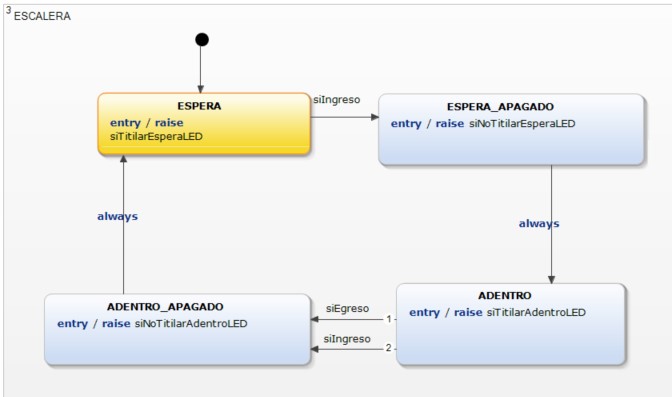 3 ESCALERA
ESPERA
entry / raise
siTitilarEsperaLED
siIngreso
ESPERA_APAGADO
entry / raise siNoTitilarEsperaLED
always
always
ADENTRO_APAGADO
entry / raise siNoTitilarAdentroLED
siEgreso
1
siIngreso
2
ADENTRO
entry / raise siTitilarAdentroLED